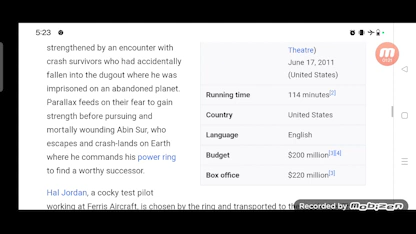 5:23
strengthened by an encounter with
crash survivors who had accidentally
fallen into the dugout where he was
imprisoned on an abandoned planet.
Parallax feeds on their fear to gain
strength before pursuing and
mortally wounding Abin Sur, who
escapes and crash-lands on Earth
where he commands his power ring
to find a worthy successor.
Hal Jordan, a cocky test pilot
working at Ferris Aircraft, is chosen by the ring and transported to the
Theatre)
June 17, 2011
(United States)
Running time 114 minutes[2]
Country United States
Language English
Budget $200 million[3][4]
Box office $220 million[3]
Recorded by Mobizen